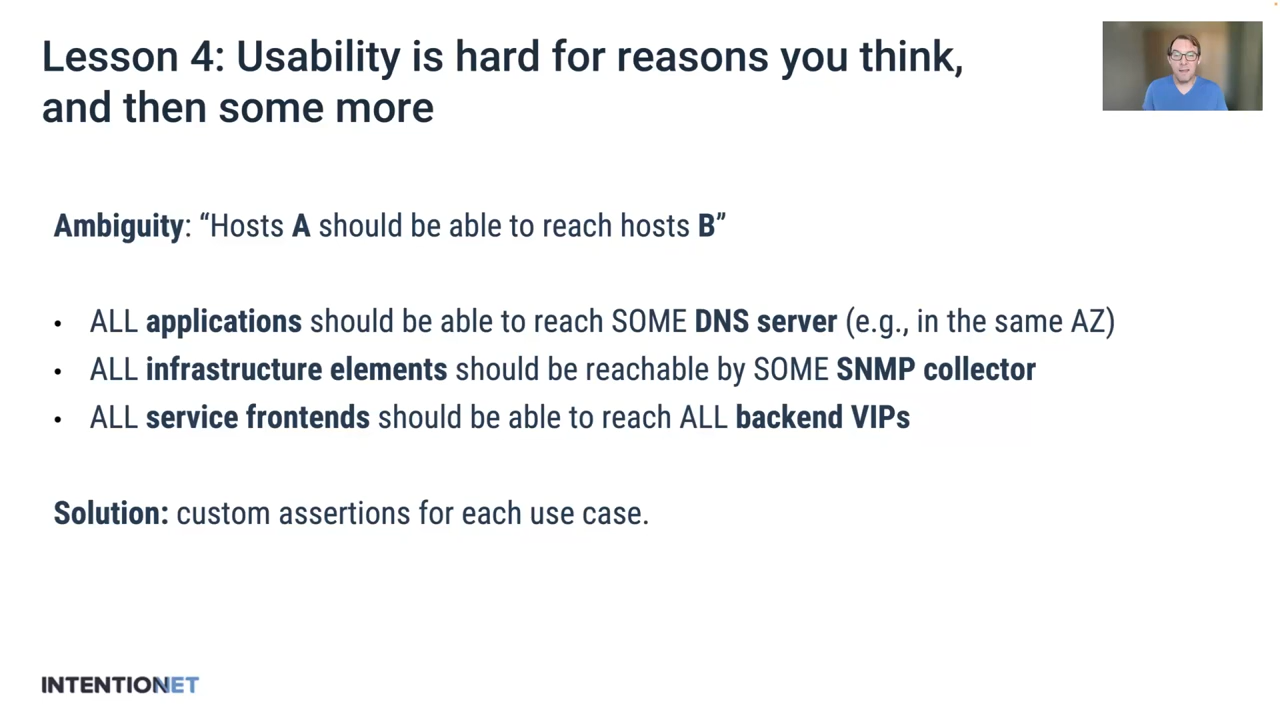 Lesson 4: Usability is hard for reasons you think,
and then some more
Ambiguity: “Hosts A should be able to reach hosts B”
• ALL applications should be able to reach SOME DNS server (e.g., in the same AZ)
• ALL infrastructure elements should be reachable by SOME SNMP collector
• ALL service frontends should be able to reach ALL backend VIPs
Solution: custom assertions for each use case.
INTENTIONET